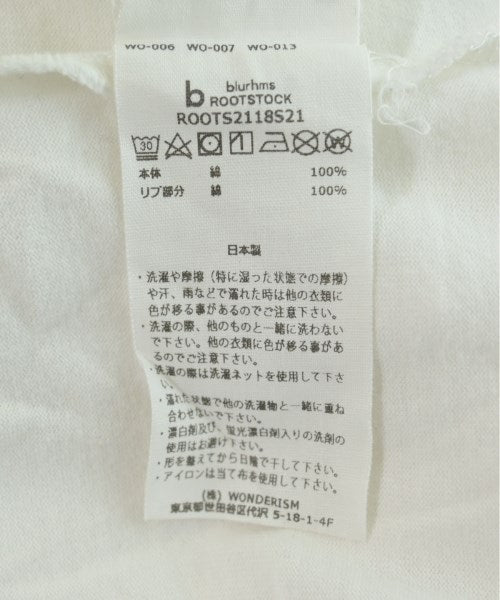 WO-006 WO-007 WO-013
b blurhms
ROOTSTOCK
ROOTS2118S21
30
本体 綿 100%
リブ部分 綿 100%
日本製
・洗濯や摩擦(特に湿った状態での摩擦)
や汗、雨などで濡れた時は他の衣類に
色が移る事があるのでご注意下さい。
・洗濯の際、他のものと一緒に洗わない
で下さい。他の衣類に色が移る事があ
るのでご注意下さい。
・洗濯の際は洗濯ネットを使用して下さ
い。
・濡れた状態で他の洗濯物と一緒に重ね
合わせないで下さい。
・漂白剤及び、蛍光漂白剤入りの洗剤の
使用はお避け下さい。
・形を整えてから日陰で干して下さい。
・アイロンは当て布を使用して下さい。
(株) WONDERISM
東京都世田谷区代沢 5-18-1-4F